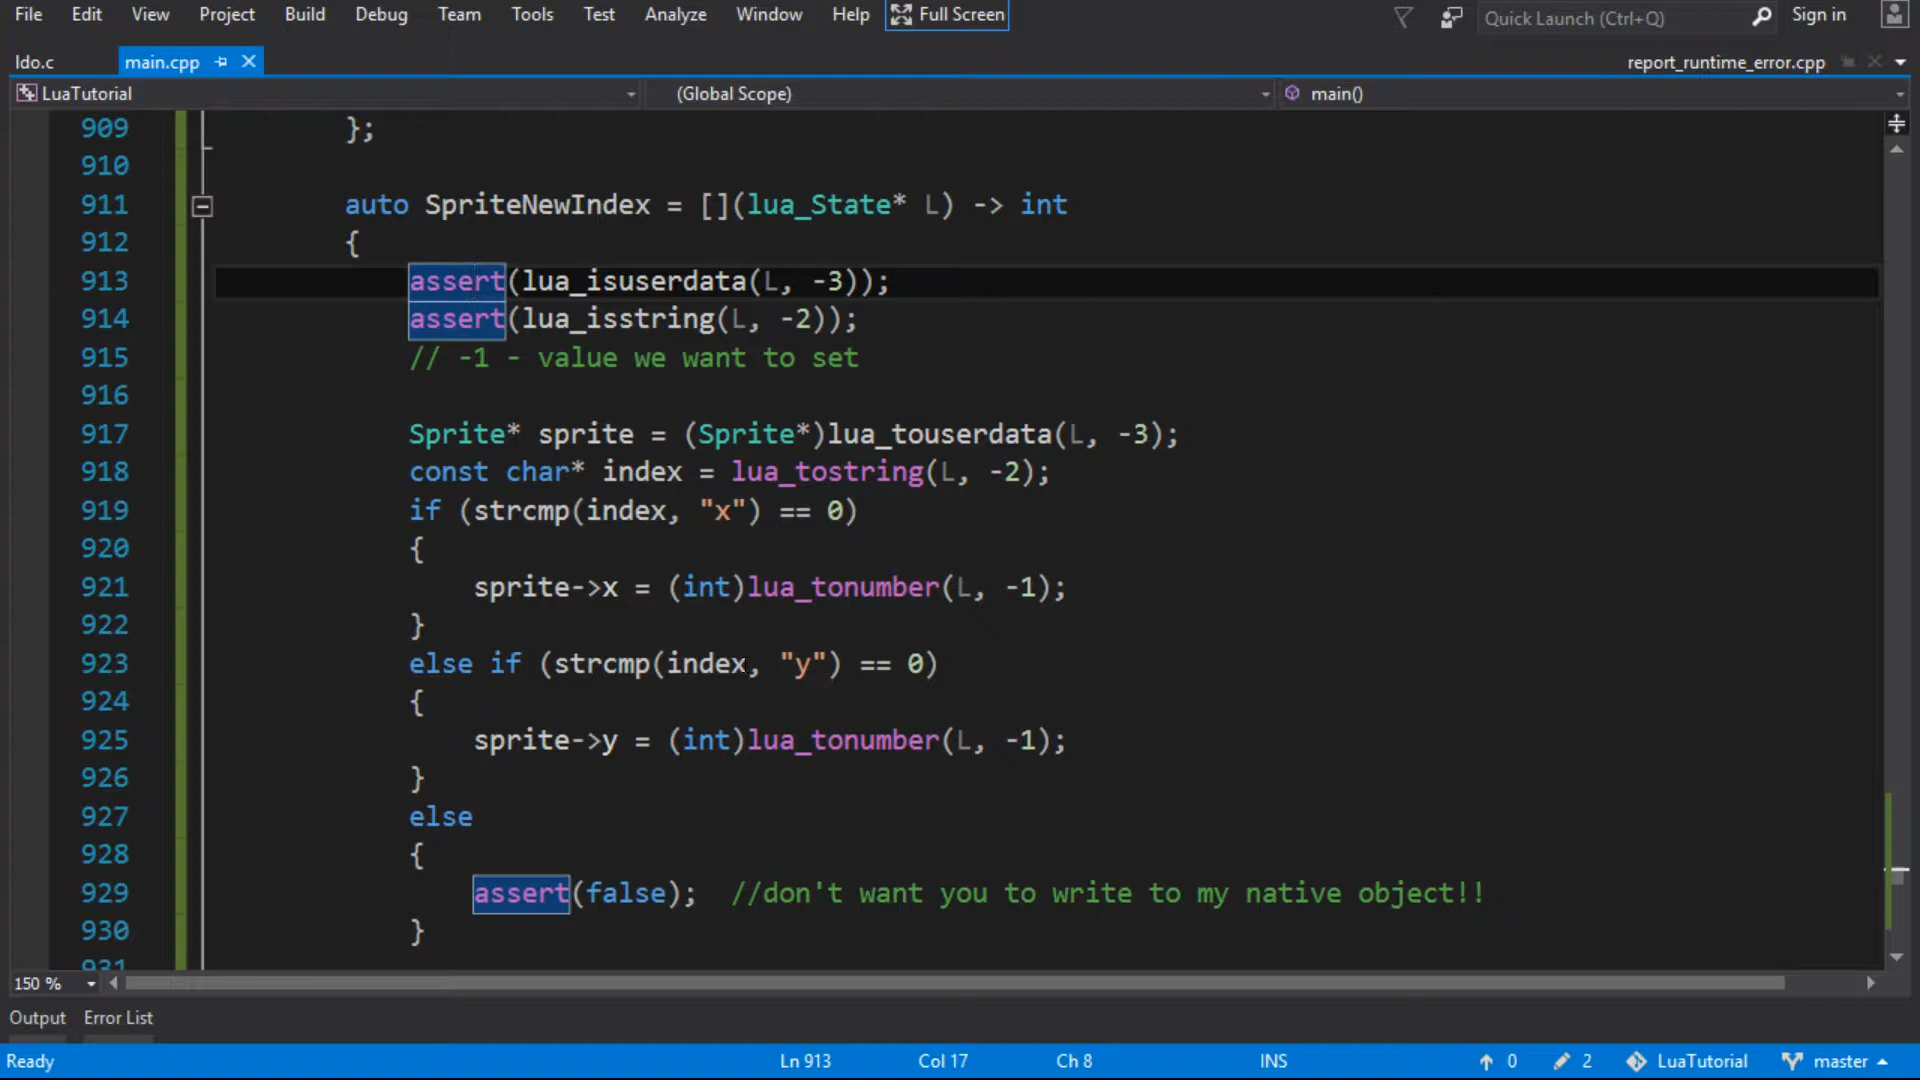 File Edit View Project Build Debug Team Tools Test Analyze Window Help Full Screen Quick Launch (Ctrl+Q) Sign in
ldo.c main.cpp report_runtime_error.cpp
LuaTutorial (Global Scope) main()
909 };
910
911 auto SpriteNewIndex = [](lua_State* L) -> int
912 {
913 assert(lua_isuserdata(L, -3));
914 assert(lua_isstring(L, -2));
915 // -1 - value we want to set
916
917 Sprite* sprite = (Sprite*)lua_touserdata(L, -3);
918 const char* index = lua_tostring(L, -2);
919 if (strcmp(index, "x") == 0)
920 {
921 sprite->x = (int)lua_tonumber(L, -1);
922 }
923 else if (strcmp(index, "y") == 0)
924 {
925 sprite->y = (int)lua_tonumber(L, -1);
926 }
927 else
928 {
929 assert(false); //don't want you to write to my native object!!
930 }
931
150 %
Output Error List
Ready Ln 913 Col 17 Ch 8 INS 0 2 LuaTutorial master